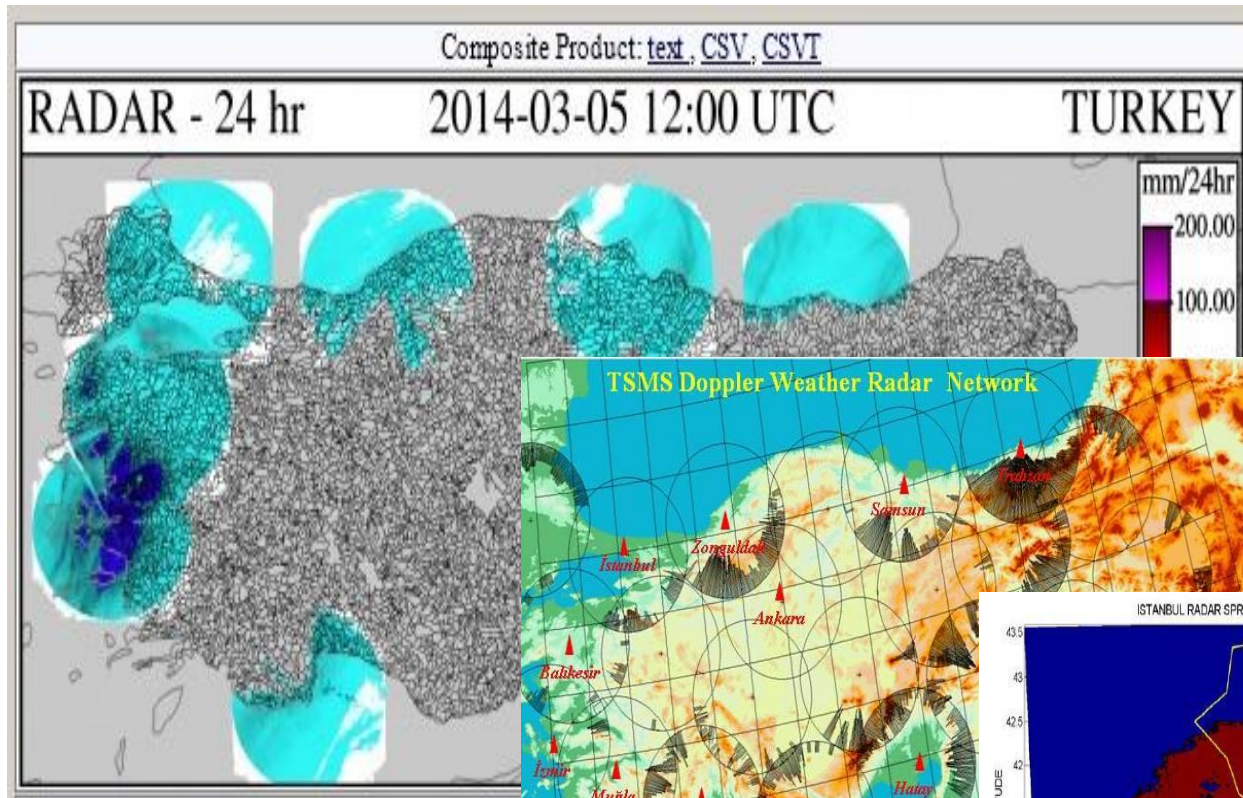 Composite Product: text , CSV , CSVT
RADAR - 24 hr 2014-03-05 12:00 UTC TURKEY
mm/24hr
200.00
100.00
TSMS Doppler Weather Radar Network
Trabzon
Samsun
Zonguldak
İstanbul
Ankara
Balıkesir
İzmir
Muğla
Hatay
ISTANBUL RADAR SPR
43.5
43
42.5
42
UDE